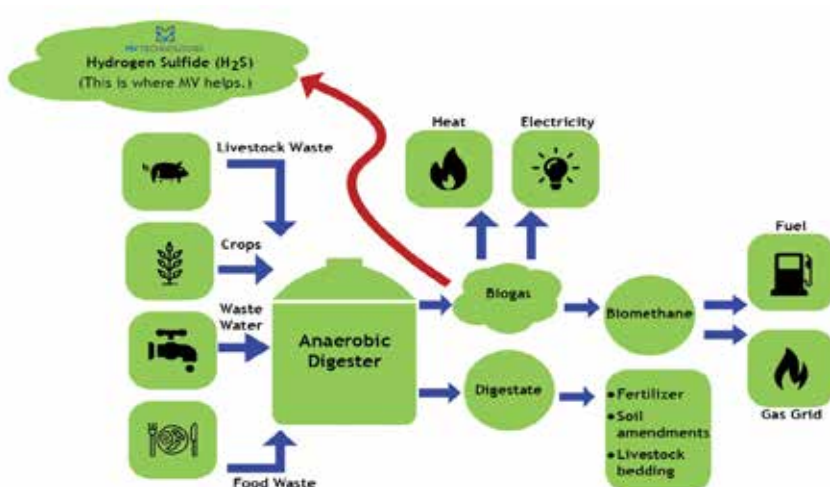 MV TECHNOLOGIES
Hydrogen Sulfide (H2S)
(This is where MV helps.)
Heat
Electricity
Livestock Waste
Crops
Waste
Water
Food Waste
Anaerobic
Digester
Biogas
Digestate
Biomethane
Fuel
Gas Grid
• Fertilizer
• Soil
amendments
• Livestock
bedding